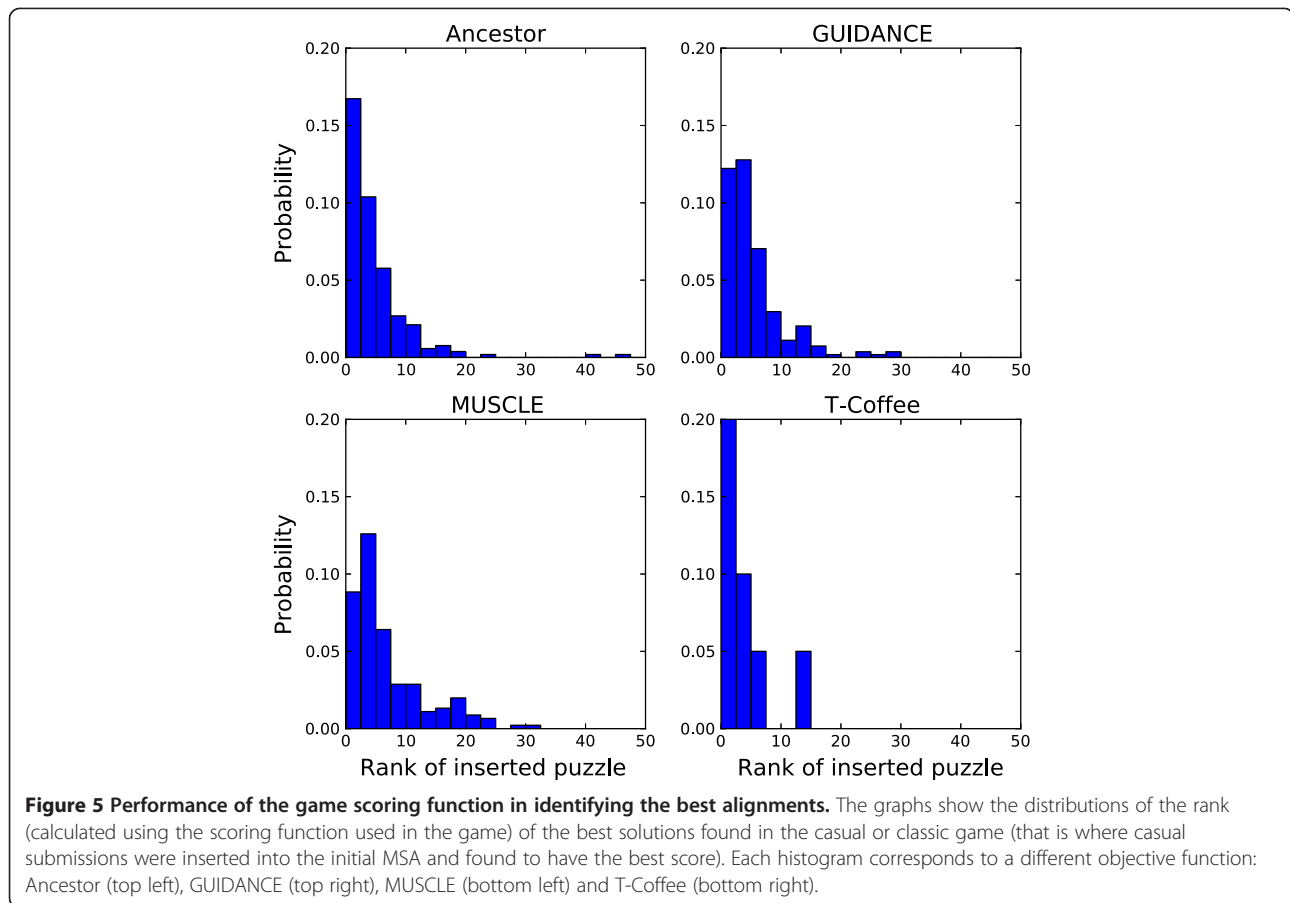 Ancestor
GUIDANCE
0.20
0.15
0.10
0.05
0.00
0 10 20 30 40 50
Probability
0.20
0.15
0.10
0.05
0.00
0 10 20 30 40 50
MUSCLE
T-Coffee
0.20
0.15
0.10
0.05
0.00
0 10 20 30 40 50
Probability
Rank of inserted puzzle
0.20
0.15
0.10
0.05
0.00
0 10 20 30 40 50
Rank of inserted puzzle
Figure 5 Performance of the game scoring function in identifying the best alignments. The graphs show the distributions of the rank
(calculated using the scoring function used in the game) of the best solutions found in the casual or classic game (that is where casual
submissions were inserted into the initial MSA and found to have the best score). Each histogram corresponds to a different objective function:
Ancestor (top left), GUIDANCE (top right), MUSCLE (bottom left) and T-Coffee (bottom right).